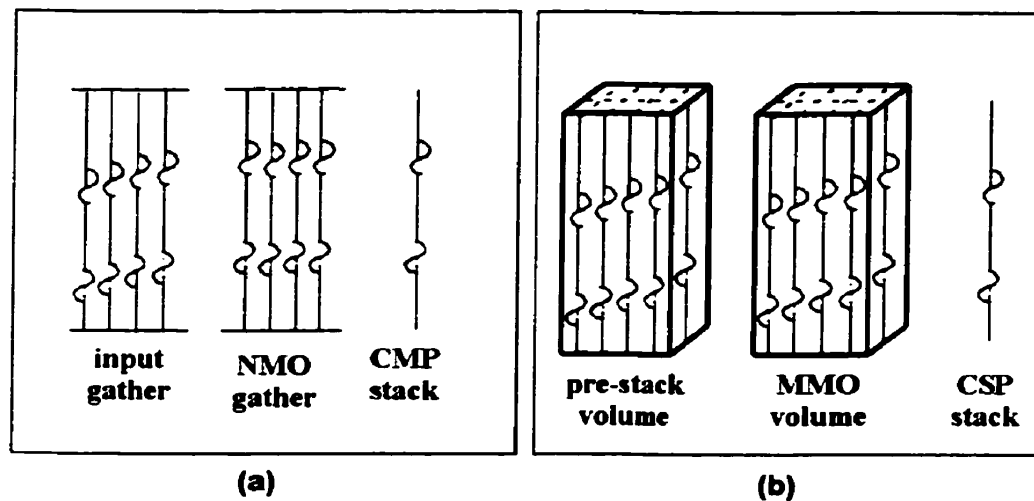 input
gather
NMO
gather
CMP
stack
(a)
pre-stack
volume
MMO
volume
CSP
stack
(b)